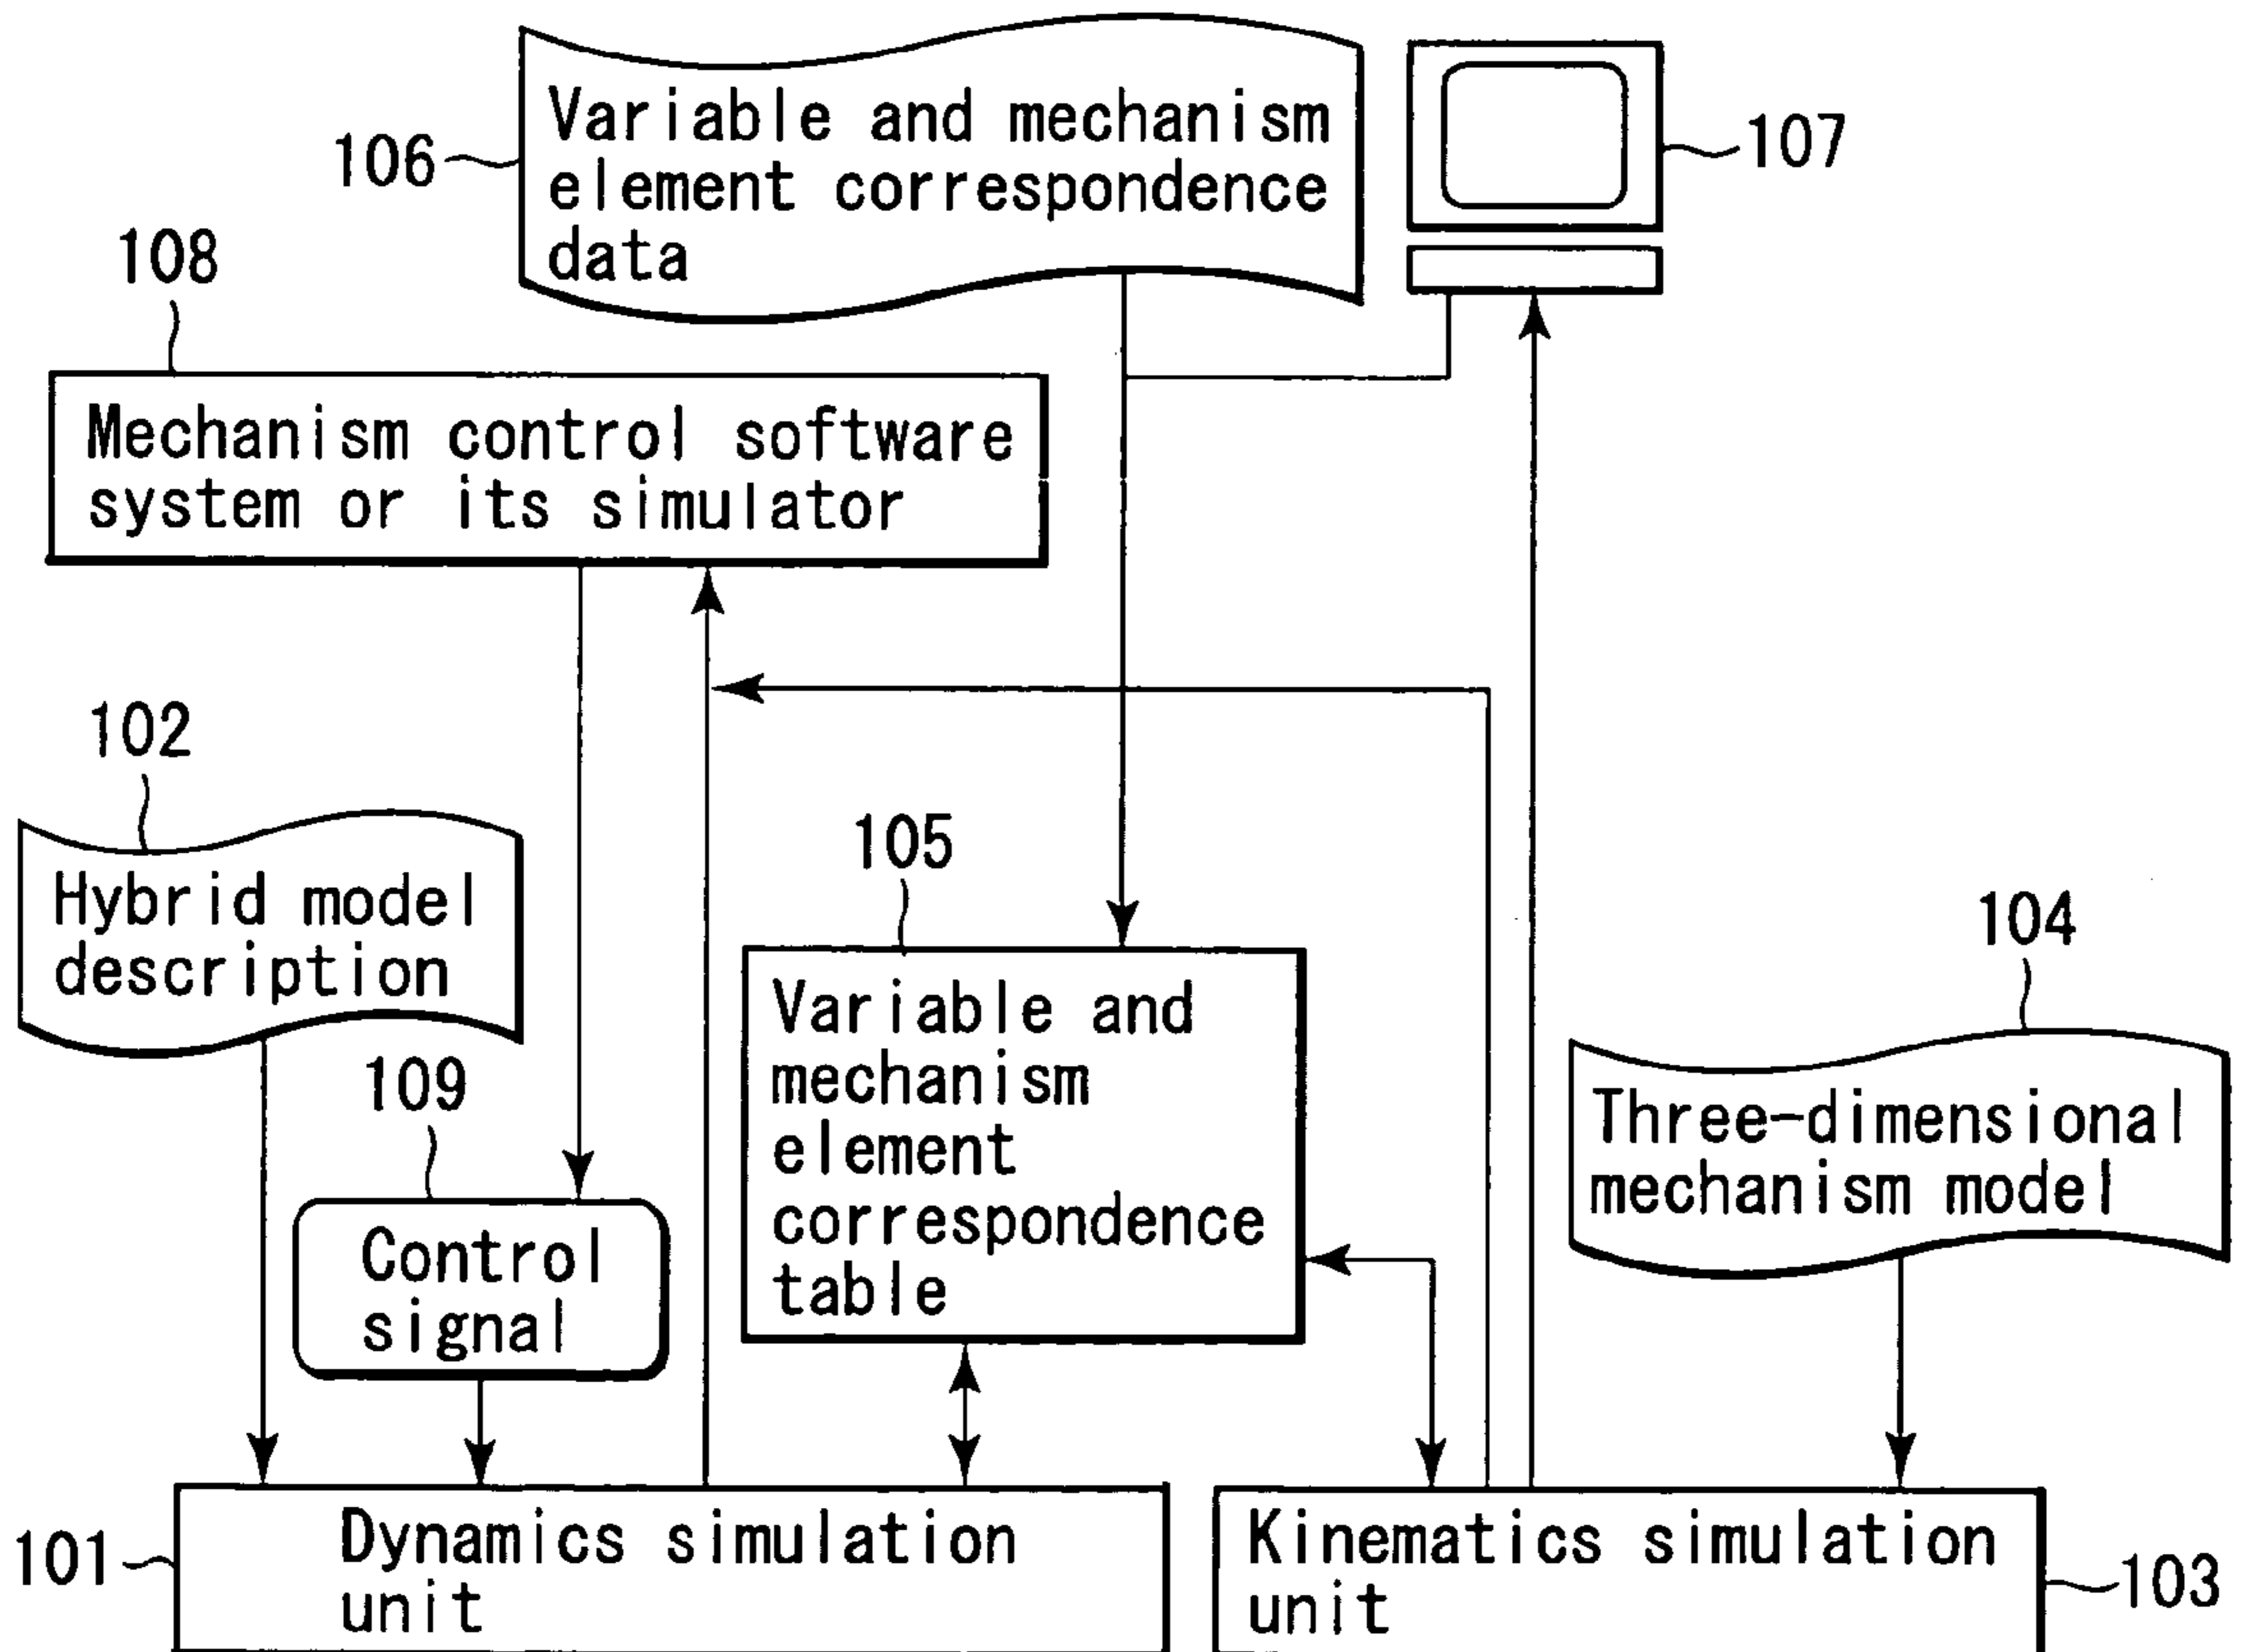 Variable and mechanism
element correspondence
data
106
107
108
Mechanism control software
system or its simulator
102
Hybrid model
description
105
Variable and
mechanism
element
correspondence
table
104
Three-dimensional
mechanism model
109
Control
signal
101
Dynamics simulation
unit
Kinematics simulation
unit
103